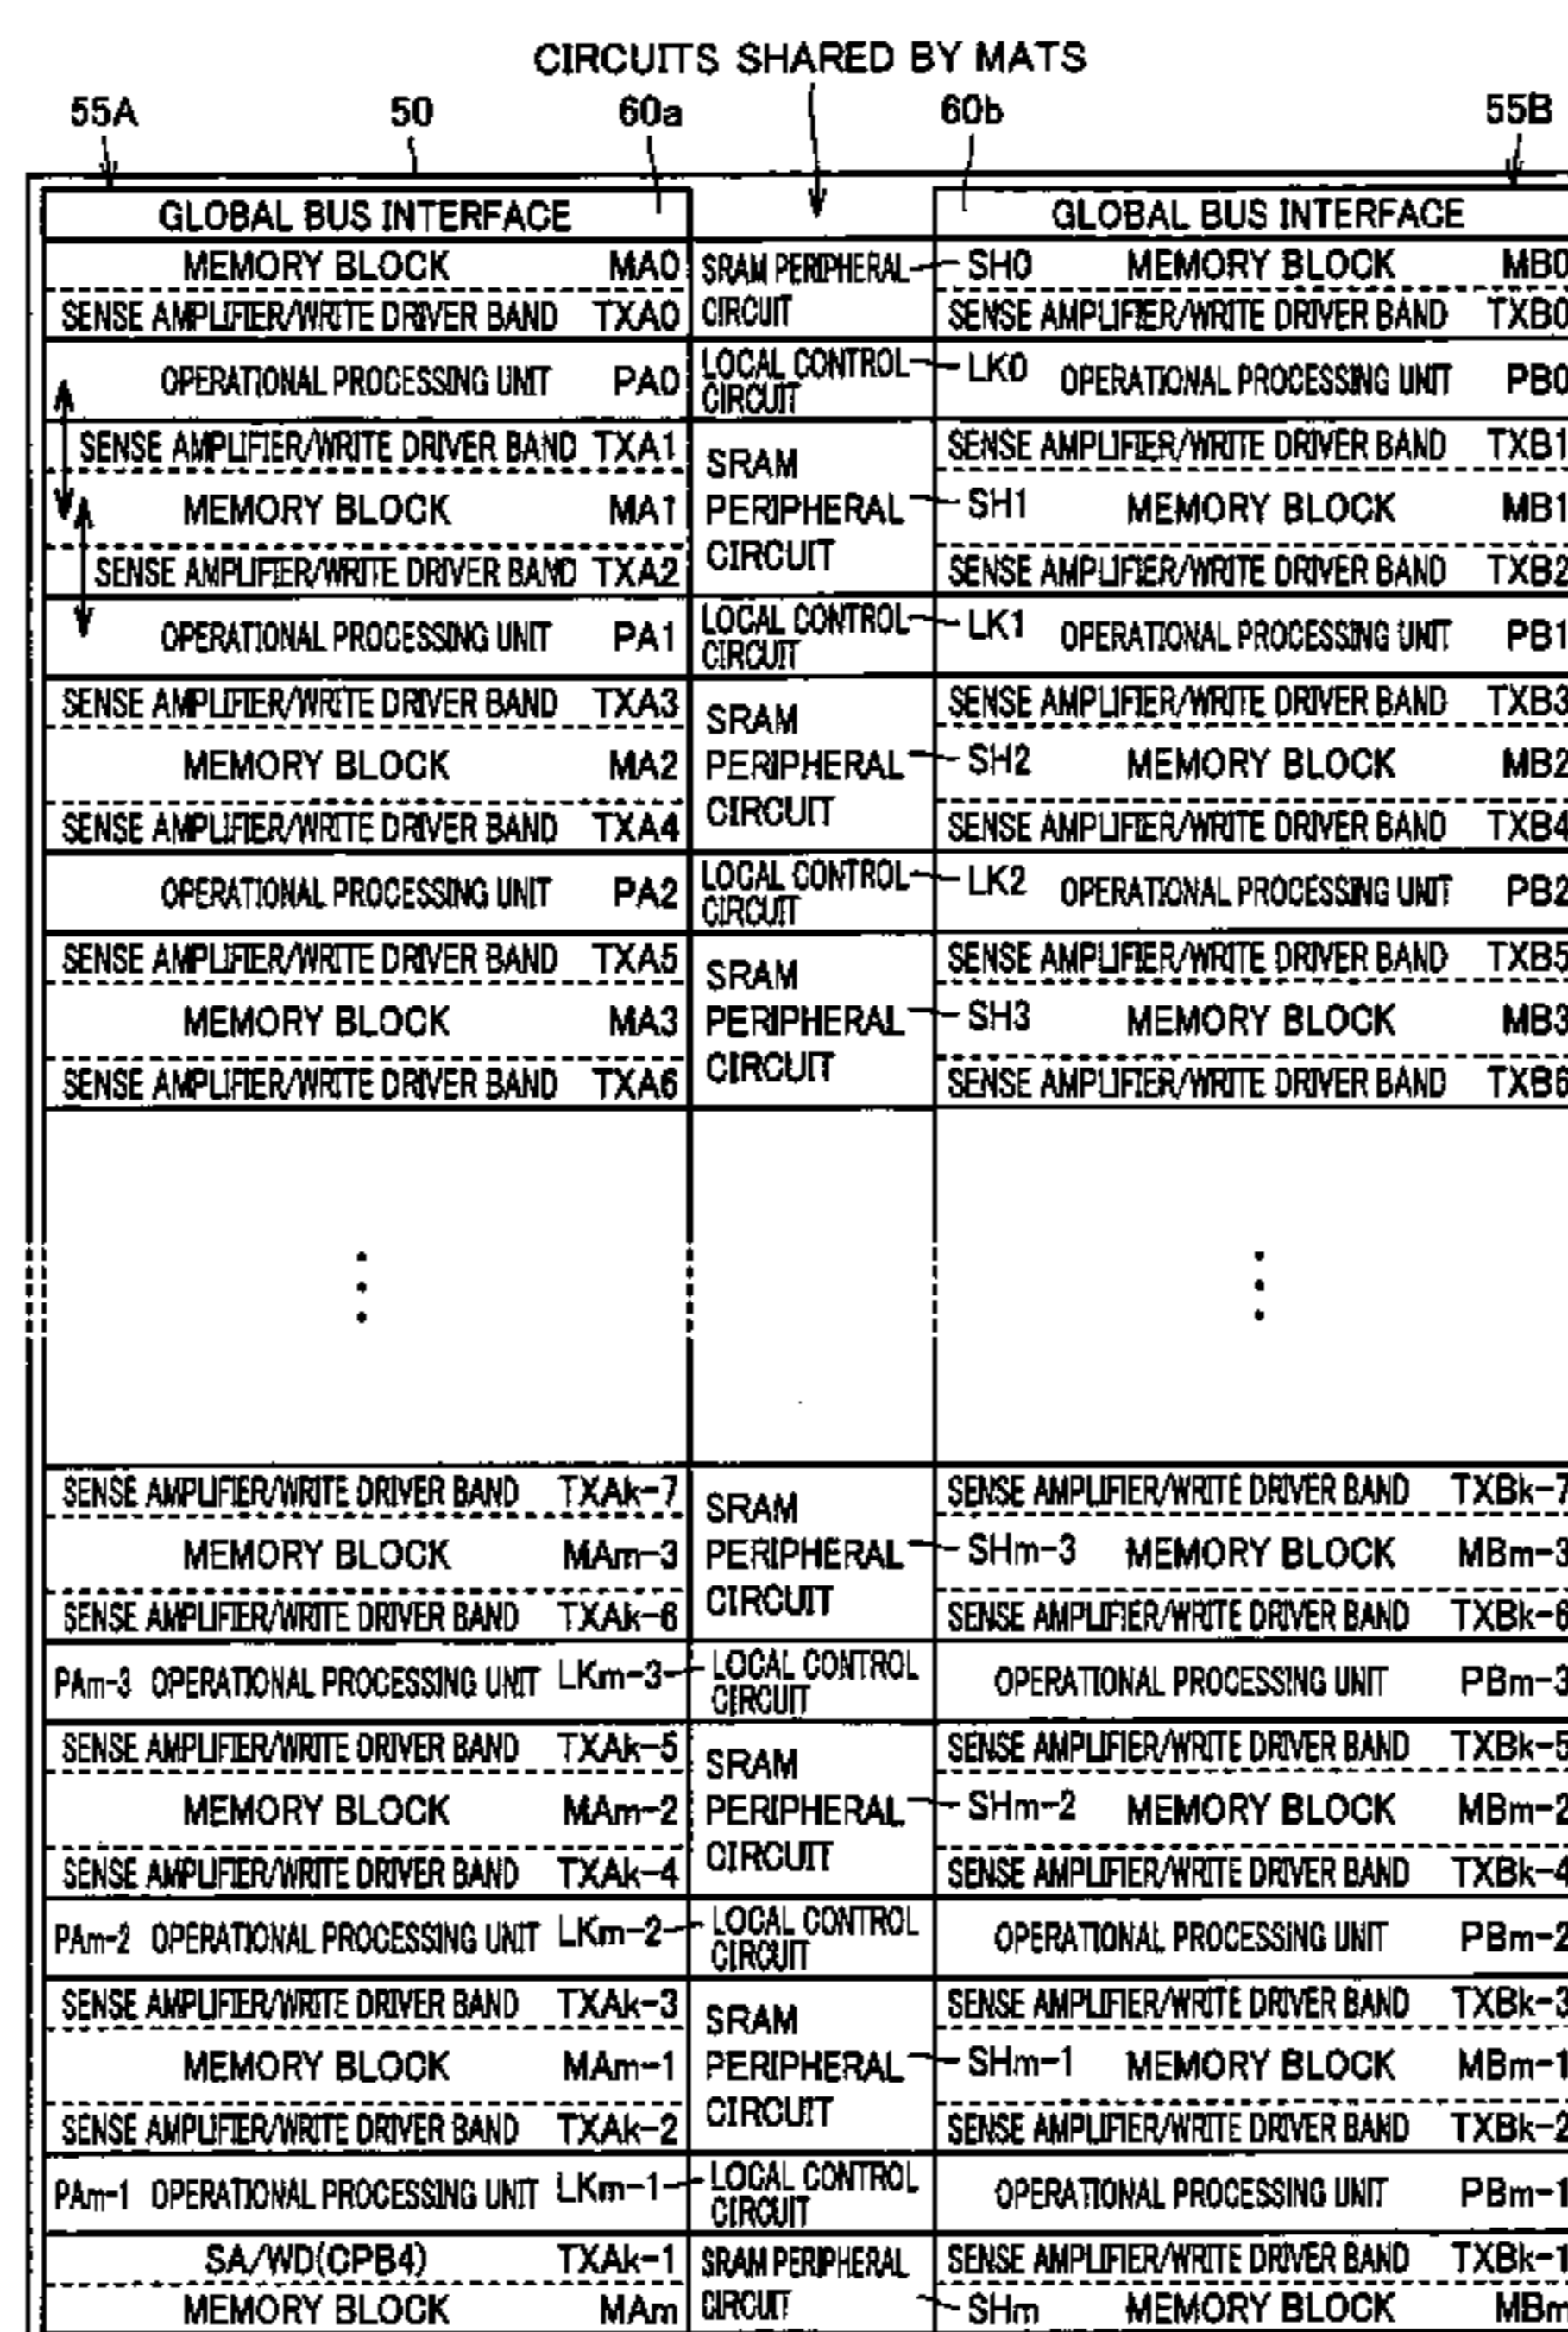 CIRCUITS SHARED BY MATS
55A 50 60a 60b 55B
GLOBAL BUS INTERFACE GLOBAL BUS INTERFACE
MEMORY BLOCK MA0 SRAM PERIPHERAL SH0 MEMORY BLOCK MB0
SENSE AMPLIFIER/WRITE DRIVER BAND TXA0 CIRCUIT SENSE AMPLIFIER/WRITE DRIVER BAND TXB0
OPERATIONAL PROCESSING UNIT PA0 LOCAL CONTROL LK0 OPERATIONAL PROCESSING UNIT PB0
CIRCUIT
SENSE AMPLIFIER/WRITE DRIVER BAND TXA1 SRAM SENSE AMPLIFIER/WRITE DRIVER BAND TXB1
MEMORY BLOCK MA1 PERIPHERAL SH1 MEMORY BLOCK MB1
SENSE AMPLIFIER/WRITE DRIVER BAND TXA2 CIRCUIT SENSE AMPLIFIER/WRITE DRIVER BAND TXB2
OPERATIONAL PROCESSING UNIT PA1 LOCAL CONTROL LK1 OPERATIONAL PROCESSING UNIT PB1
CIRCUIT
SENSE AMPLIFIER/WRITE DRIVER BAND TXA3 SRAM SENSE AMPLIFIER/WRITE DRIVER BAND TXB3
MEMORY BLOCK MA2 PERIPHERAL SH2 MEMORY BLOCK MB2
SENSE AMPLIFIER/WRITE DRIVER BAND TXA4 CIRCUIT SENSE AMPLIFIER/WRITE DRIVER BAND TXB4
OPERATIONAL PROCESSING UNIT PA2 LOCAL CONTROL LK2 OPERATIONAL PROCESSING UNIT PB2
CIRCUIT
SENSE AMPLIFIER/WRITE DRIVER BAND TXA5 SRAM SENSE AMPLIFIER/WRITE DRIVER BAND TXB5
MEMORY BLOCK MA3 PERIPHERAL SH3 MEMORY BLOCK MB3
SENSE AMPLIFIER/WRITE DRIVER BAND TXA6 CIRCUIT SENSE AMPLIFIER/WRITE DRIVER BAND TXB6
SENSE AMPLIFIER/WRITE DRIVER BAND TXAk-7 SRAM SENSE AMPLIFIER/WRITE DRIVER BAND TXBk-7
MEMORY BLOCK MAm-3 PERIPHERAL SHm-3 MEMORY BLOCK MBm-3
SENSE AMPLIFIER/WRITE DRIVER BAND TXAk-6 CIRCUIT SENSE AMPLIFIER/WRITE DRIVER BAND TXBk-6
PAm-3 OPERATIONAL PROCESSING UNIT LKm-3 LOCAL CONTROL OPERATIONAL PROCESSING UNIT PBm-3
CIRCUIT
SENSE AMPLIFIER/WRITE DRIVER BAND TXAk-5 SRAM SENSE AMPLIFIER/WRITE DRIVER BAND TXBk-5
MEMORY BLOCK MAm-2 PERIPHERAL SHm-2 MEMORY BLOCK MBm-2
SENSE AMPLIFIER/WRITE DRIVER BAND TXAk-4 CIRCUIT SENSE AMPLIFIER/WRITE DRIVER BAND TXBk-4
PAm-2 OPERATIONAL PROCESSING UNIT LKm-2 LOCAL CONTROL OPERATIONAL PROCESSING UNIT PBm-2
CIRCUIT
SENSE AMPLIFIER/WRITE DRIVER BAND TXAk-3 SRAM SENSE AMPLIFIER/WRITE DRIVER BAND TXBk-3
MEMORY BLOCK MAm-1 PERIPHERAL SHm-1 MEMORY BLOCK MBm-1
SENSE AMPLIFIER/WRITE DRIVER BAND TXAk-2 CIRCUIT SENSE AMPLIFIER/WRITE DRIVER BAND TXBk-2
PAm-1 OPERATIONAL PROCESSING UNIT LKm-1 LOCAL CONTROL OPERATIONAL PROCESSING UNIT PBm-1
CIRCUIT
SA/WD(CPB4) TXAk-1 SRAM PERIPHERAL SENSE AMPLIFIER/WRITE DRIVER BAND TXBk-1
MEMORY BLOCK MAm CIRCUIT SHm MEMORY BLOCK MBm